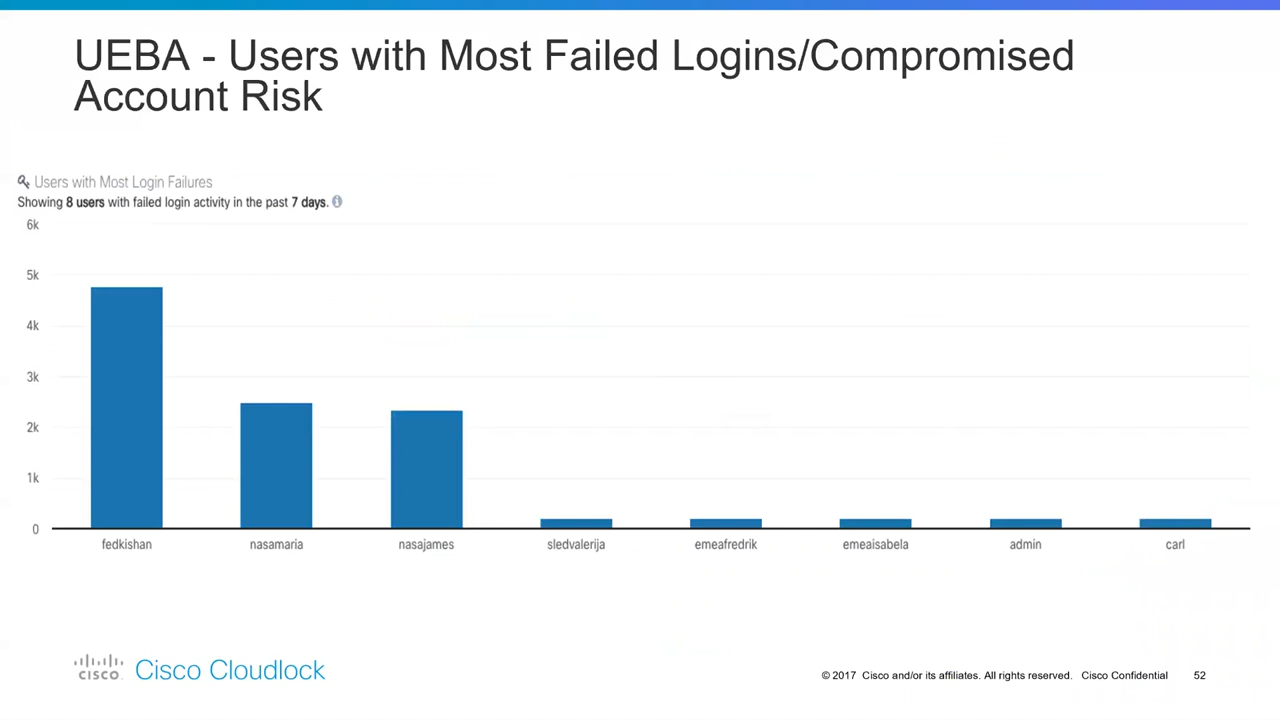 UEBA - Users with Most Failed Logins/Compromised
Account Risk
Users with Most Login Failures
Showing 8 users with failed login activity in the past 7 days.
6k
5k
4k
3k
2k
1k
0
fedkishan nasamaria nasajames sledvalerija emeafredrik emeaisabela admin carl
CISCO. Cisco Cloudlock
© 2017 Cisco and/or its affiliates. All rights reserved. Cisco Confidential 52